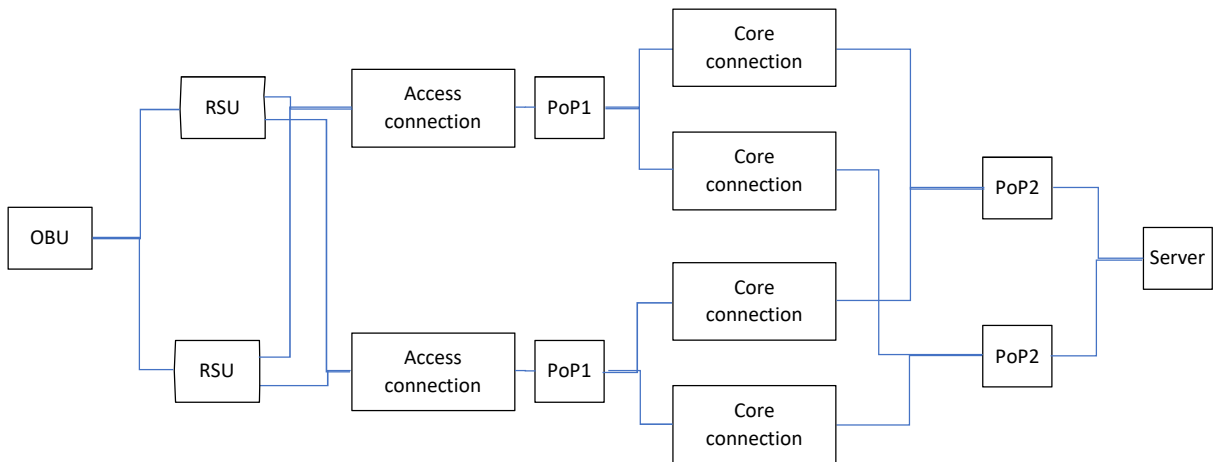 OBU
RSU
RSU
Access
connection
Access
connection
PoP1
PoP1
Core
connection
Core
connection
Core
connection
Core
connection
PoP2
PoP2
Server